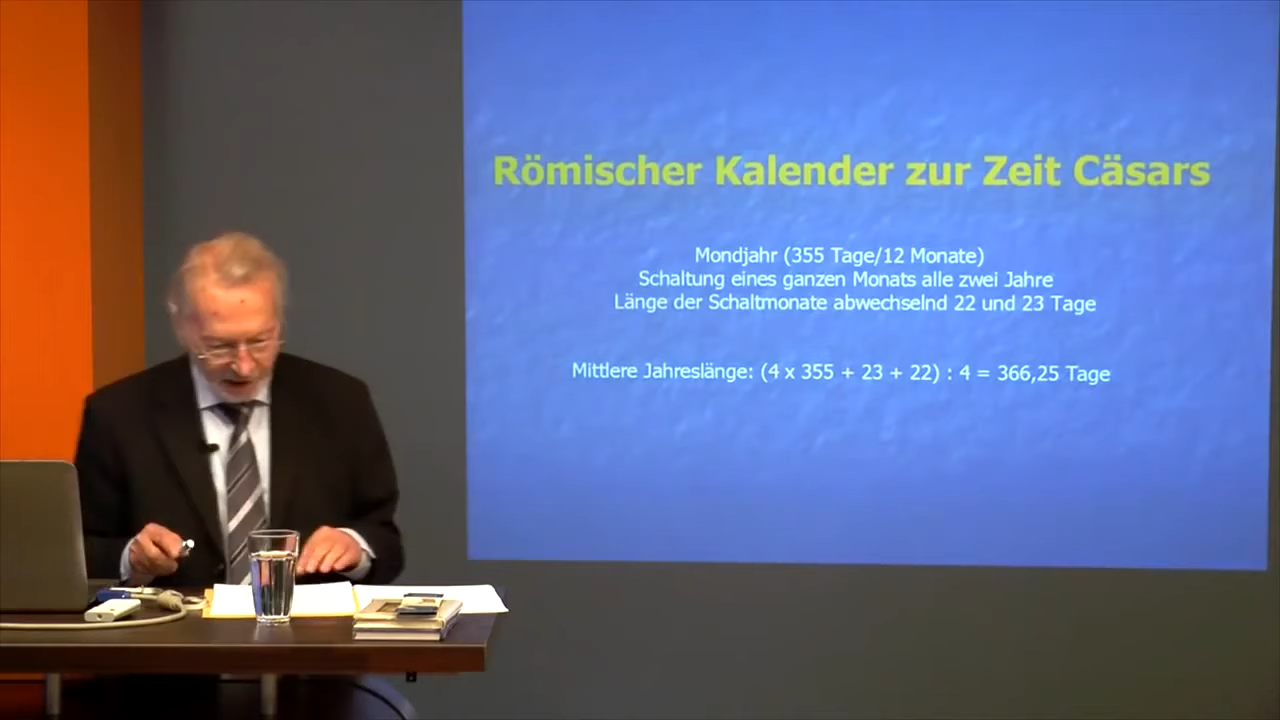 Römischer Kalender zur Zeit Cäsars
Mondjahr (355 Tage/12 Monate)
Schaltung eines ganzen Monats alle zwei Jahre
Länge der Schaltmonate abwechselnd 22 und 23 Tage
Mittlere Jahreslänge: (4 x 355 + 23 + 22) : 4 = 366,25 Tage